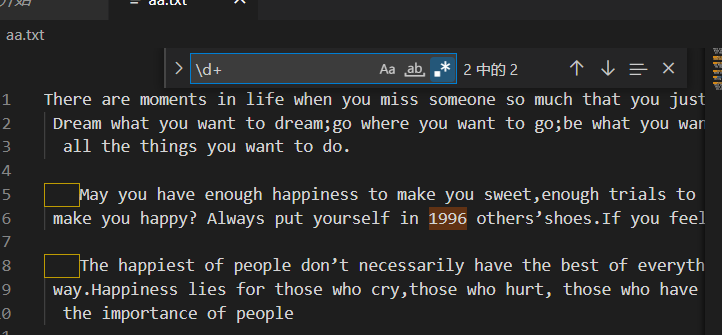 aa.txt
aa.txt
\d+ Aa ab 2 中的 2
1 There are moments in life when you miss someone so much that you just
2 Dream what you want to dream;go where you want to go;be what you wan
3 all the things you want to do.
4
5 May you have enough happiness to make you sweet,enough trials to
6 make you happy? Always put yourself in 1996 others’shoes.If you feel
7
8 The happiest of people don’t necessarily have the best of everyth
9 way.Happiness lies for those who cry,those who hurt, those who have
0 the importance of people